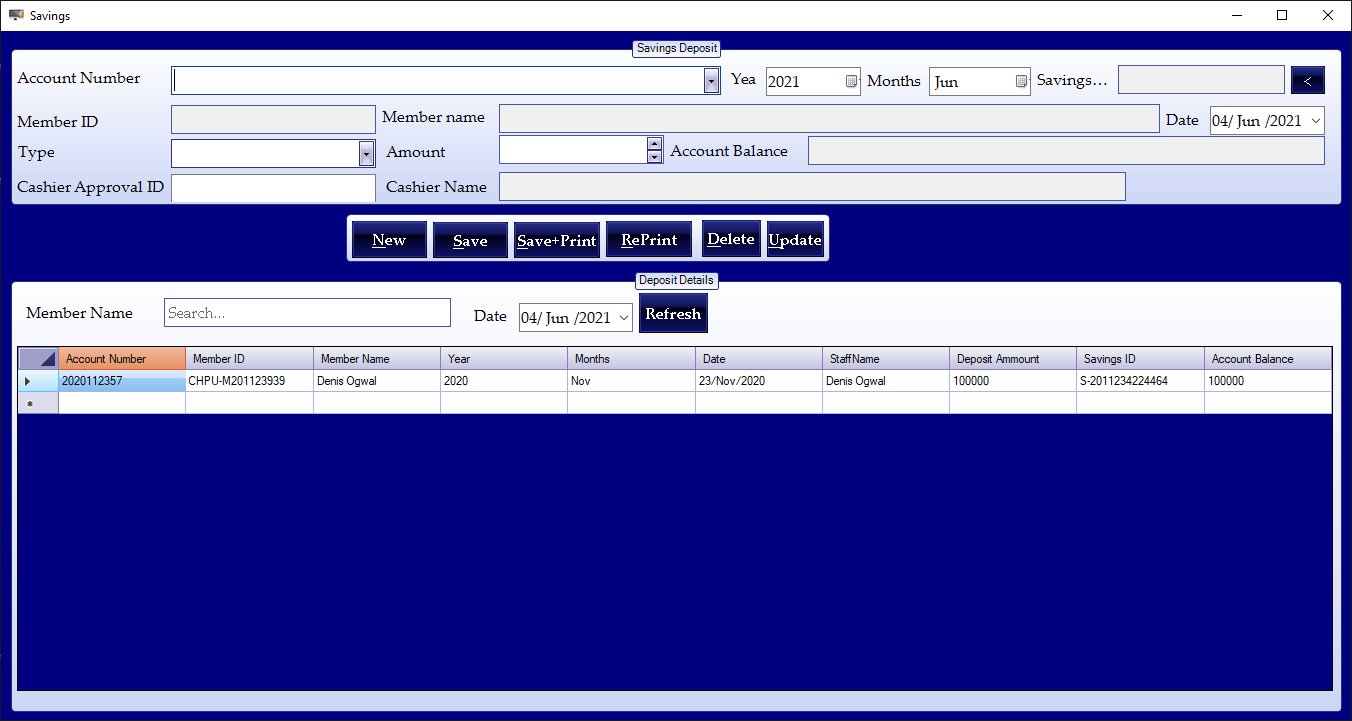 Savings
Savings Deposit
Account Number Yea 2021 Months Jun Savings... <
Member ID Member name Date 04/ Jun /2021
Type Amount Account Balance
Cashier Approval ID Cashier Name
New Save Save+Print RePrint Delete Update
Deposit Details
Member Name Search... Date 04/ Jun /2021 Refresh
Account Number Member ID Member Name Year Months Date StaffName Deposit Ammount Savings ID Account Balance
2020112357 CHPU-M201123939 Denis Ogwal 2020 Nov 23/Nov/2020 Denis Ogwal 100000 S-2011234224464 100000